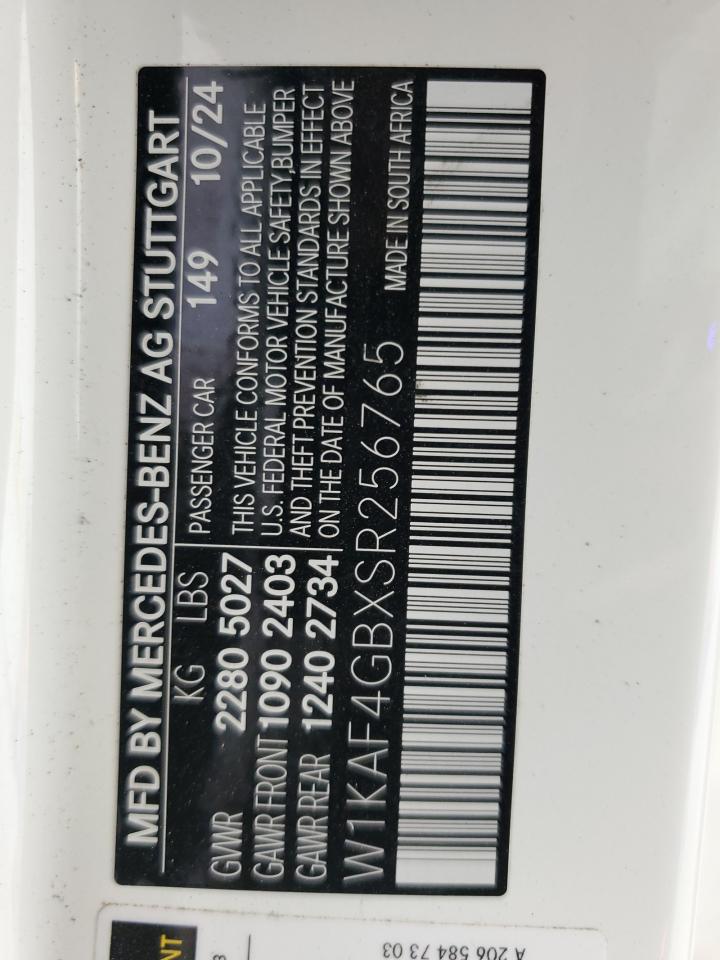 MFD BY MERCEDES-BENZ AG STUTTGART
KG LBS PASSENGER CAR 149 10/24
GVWR 2280 5027
THIS VEHICLE CONFORMS TO ALL APPLICABLE
GAWR FRONT 1090 2403
U.S. FEDERAL MOTOR VEHICLE SAFETY,BUMPER
GAWR REAR 1240 2734
AND THEFT PREVENTION STANDARDS IN EFFECT
ON THE DATE OF MANUFACTURE SHOWN ABOVE
W1KAF4GBXSR256765
MADE IN SOUTH AFRICA
A 206 584 73 03